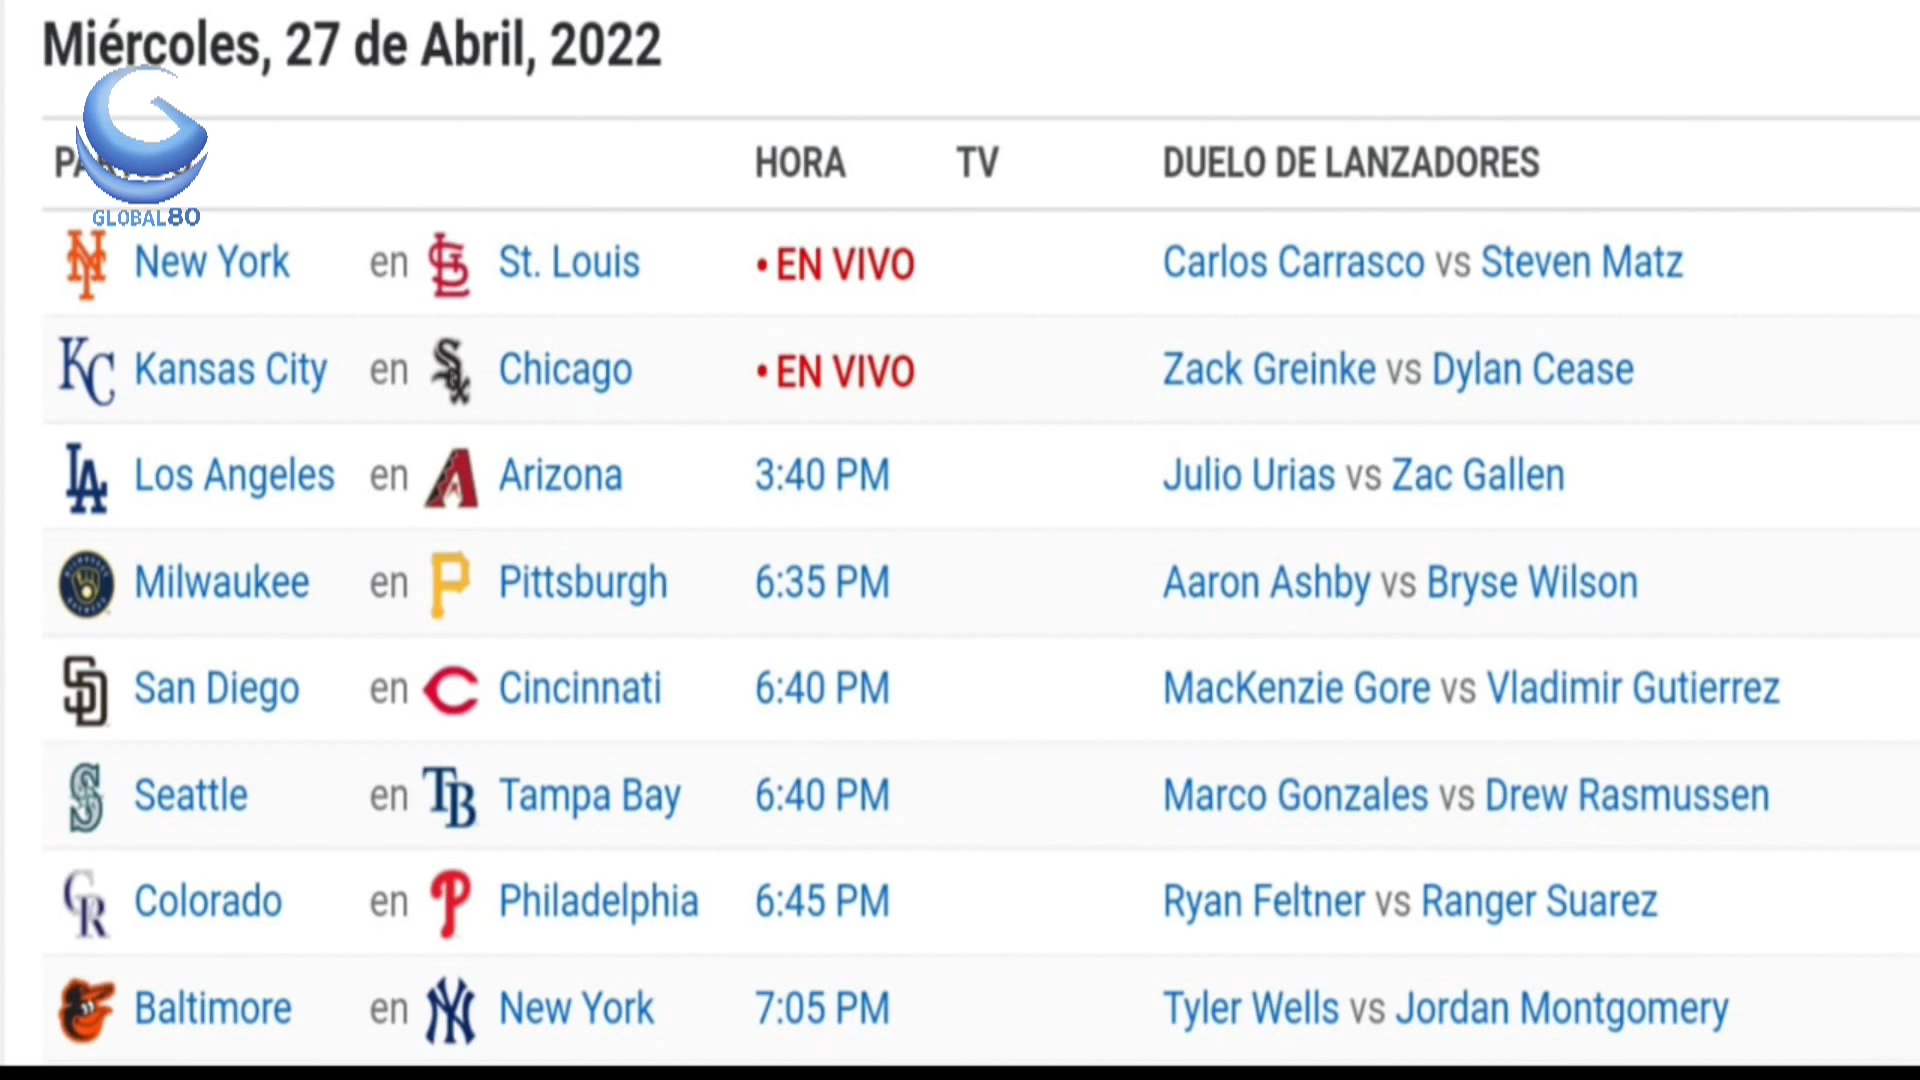 Miércoles, 27 de Abril, 2022
GLOBAL80
HORA TV DUELO DE LANZADORES
New York en St. Louis • EN VIVO Carlos Carrasco vs Steven Matz
Kansas City en Chicago • EN VIVO Zack Greinke vs Dylan Cease
Los Angeles en Arizona 3:40 PM Julio Urias vs Zac Gallen
Milwaukee en Pittsburgh 6:35 PM Aaron Ashby vs Bryse Wilson
San Diego en Cincinnati 6:40 PM MacKenzie Gore vs Vladimir Gutierrez
Seattle en Tampa Bay 6:40 PM Marco Gonzales vs Drew Rasmussen
Colorado en Philadelphia 6:45 PM Ryan Feltner vs Ranger Suarez
Baltimore en New York 7:05 PM Tyler Wells vs Jordan Montgomery